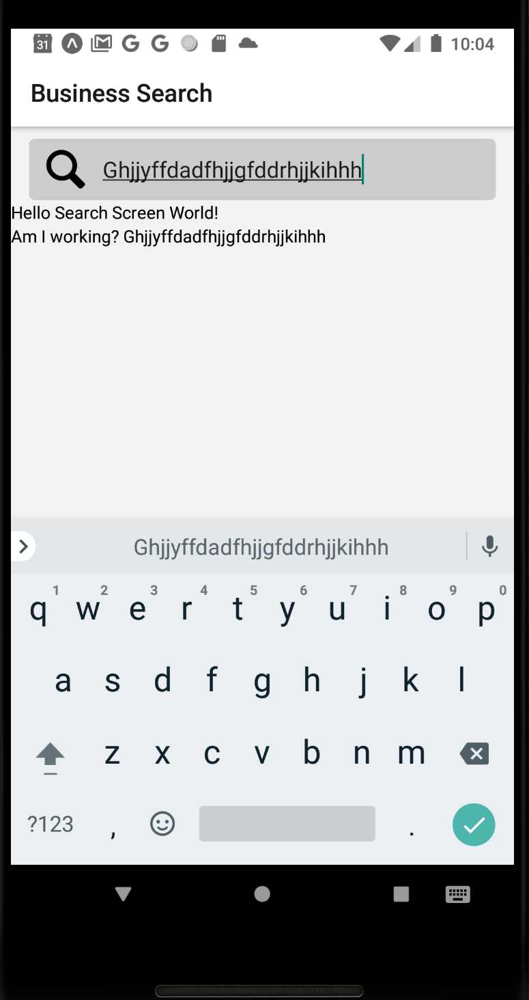 31 10:04
Business Search
Ghjjyffdadfhjjgfddrhjjkihhh
Hello Search Screen World!
Am I working? Ghjjyffdadfhjjgfddrhjjkihhh
Ghjjyffdadfhjjgfddrhjjkihhh
1 2 3 4 5 6 7 8 9 0
q w e r t y u i o p
a s d f g h j k l
z x c v b n m
?123 , .